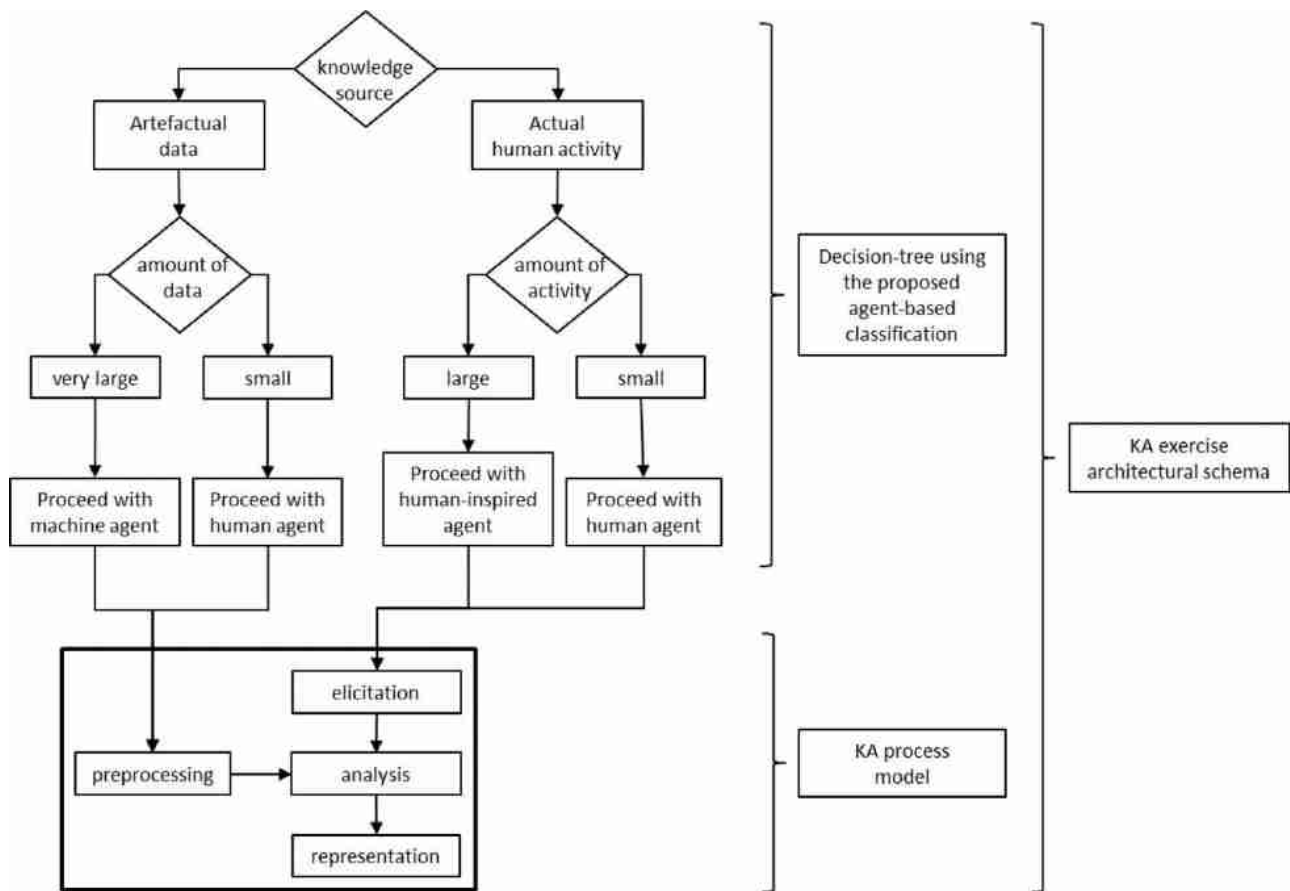 knowledge
source
Artefactual
data
Actual
human activity
amount of
data
amount of
activity
Decision-tree using
the proposed
agent-based
classification
very large
small
large
small
KA exercise
architectural schema
Proceed with
machine agent
Proceed with
human agent
Proceed with
human-inspired
agent
Proceed with
human agent
elicitation
preprocessing
analysis
representation
KA process
model